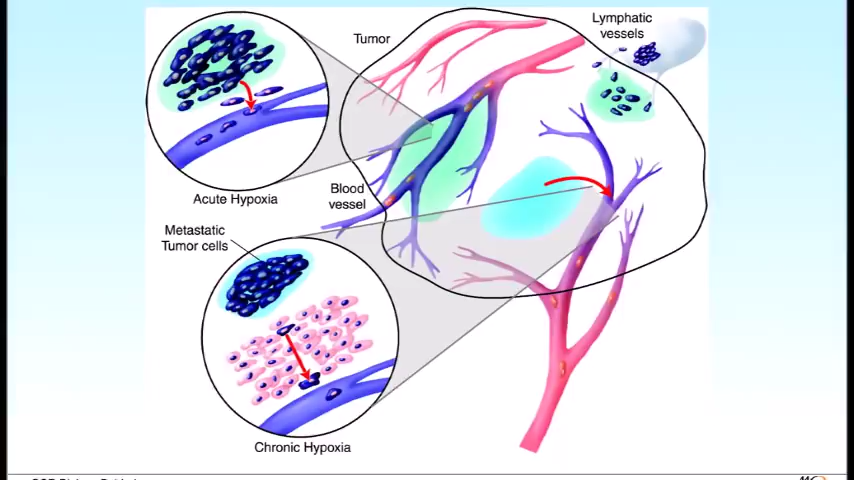 Lymphatic
vessels
Tumor
Acute Hypoxia
Blood
vessel
Metastatic
Tumor cells
Chronic Hypoxia